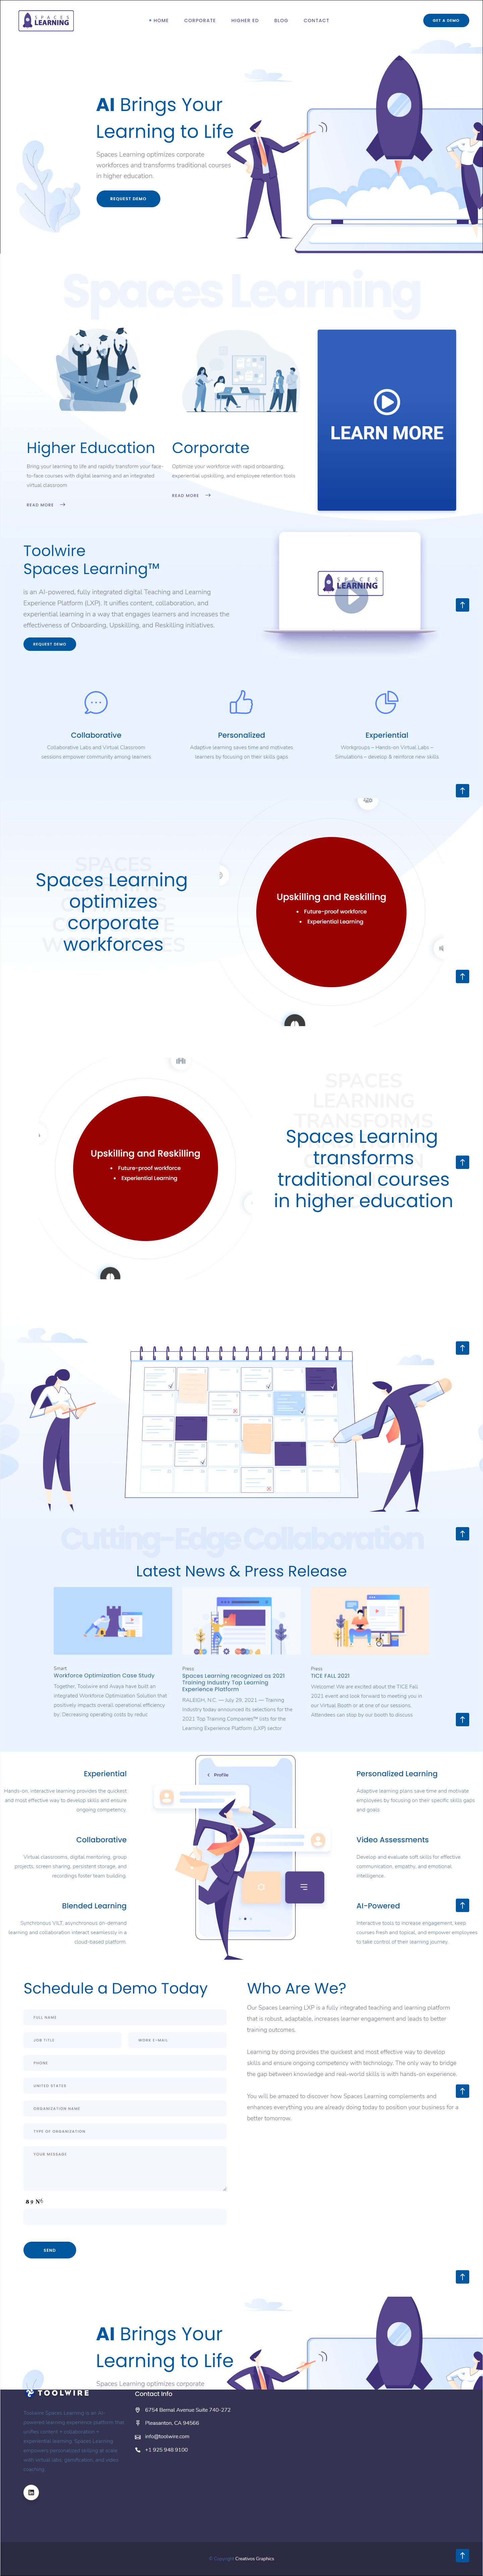 SPACES
LEARNING
+ HOME
CORPORATE
HIGHER ED
BLOG
CONTACT
GET A DEMO
AI Brings Your
Learning to Life
Spaces Learning optimizes corporate
workforces and transforms traditional courses
in higher education.
REQUEST DEMO
Spaces Learning
Higher Education
Bring your learning to life and rapidly transform your face-
to-face courses with digital learning and an integrated
virtual classroom
READ MORE
Corporate
Optimize your workforce with rapid onboarding,
experiential upskilling, and employee retention tools
READ MORE
LEARN MORE
Toolwire
Spaces Learning™
is an AI-powered, fully integrated digital Teaching and Learning
Experience Platform (LXP). It unifies content, collaboration, and
experiential learning in a way that engages learners and increases the
effectiveness of Onboarding, Upskilling, and Reskilling initiatives.
REQUEST DEMO
SPACES
LEARNING
Collaborative
Collaborative Labs and Virtual Classroom
sessions empower community among learners
Personalized
Adaptive learning saves time and motivates
learners by focusing on their skills gaps
Experiential
Workgroups – Hands-on Virtual Labs –
Simulations – develop & reinforce new skills
SPACES
Spaces Learning
optimizes
corporate
workforces
Upskilling and Reskilling
• Future-proof workforce
• Experiential Learning
Upskilling and Reskilling
• Future-proof workforce
• Experiential Learning
SPACES
LEARNING
TRANSFORMS
Spaces Learning
transforms
traditional courses
in higher education
Cutting-Edge Collaboration
Latest News & Press Release
Smart
Workforce Optimization Case Study
Together, Toolwire and Avaya have built an
integrated Workforce Optimization Solution that
positively impacts overall operational efficiency
by: Decreasing operating costs by reduc
Press
Spaces Learning recognized as 2021
Training Industry Top Learning
Experience Platform
RALEIGH, N.C. — July 29, 2021 — Training
Industry today announced its selections for the
2021 Top Training Companies™ lists for the
Learning Experience Platform (LXP) sector
Press
TICE FALL 2021
Welcome! We are excited about the TICE Fall
2021 event and look forward to meeting you in
our Virtual Booth or at one of our sessions.
Attendees can stop by our booth to discuss
Experiential
Hands-on, interactive learning provides the quickest
and most effective way to develop skills and ensure
ongoing competency.
Collaborative
Virtual classrooms, digital mentoring, group
projects, screen sharing, persistent storage, and
recordings foster team building.
Blended Learning
Synchronous VILT, asynchronous on-demand
learning and collaboration interact seamlessly in a
cloud-based platform.
Profile
Personalized Learning
Adaptive learning plans save time and motivate
employees by focusing on their specific skills gaps
and goals
Video Assessments
Develop and evaluate soft skills for effective
communication, empathy, and emotional
intelligence
AI-Powered
Interactive tools to increase engagement, keep
courses fresh and topical, and empower employees
to take control of their learning journey.
Schedule a Demo Today
FULL NAME
JOB TITLE
WORK E-MAIL
PHONE
UNITED STATES
ORGANIZATION NAME
TYPE OF ORGANIZATION
YOUR MESSAGE
SEND
Who Are We?
Our Spaces Learning LXP is a fully integrated teaching and learning platform
that is robust, adaptable, increases learner engagement and leads to better
training outcomes.
Learning by doing provides the quickest and most effective way to develop
skills and ensure ongoing competency with technology. The only way to bridge
the gap between knowledge and real-world skills is with hands-on experience.
You will be amazed to discover how Spaces Learning complements and
enhances everything you are already doing today to position your business for a
better tomorrow.
AI Brings Your
Learning to Life
Spaces Learning optimizes corporate
TOOLWIRE
Toolwire Spaces Learning is an AI-
powered learning experience platform that
unifies content + collaboration +
experiential learning. Spaces Learning
empowers personalized skilling at scale
with virtual labs, gamification, and video
coaching.
Contact Info
6754 Bernal Avenue Suite 740-272
Pleasanton, CA 94566
info@toolwire.com
+1 925 948 9100
© Copyright Creativos Graphics